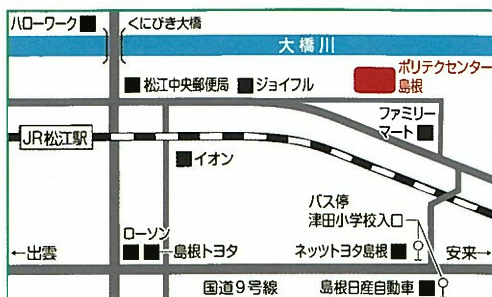 ハローワーク
くにびき大橋
大橋川
松江中央郵便局
ジョイフル
ポリテクセンター
島根
ファミリー
マート
JR松江駅
イオン
バス停
津田小学校入口
ローソン
島根トヨタ
ネッツトヨタ島根
←出雲
安来→
国道9号線
島根日産自動車